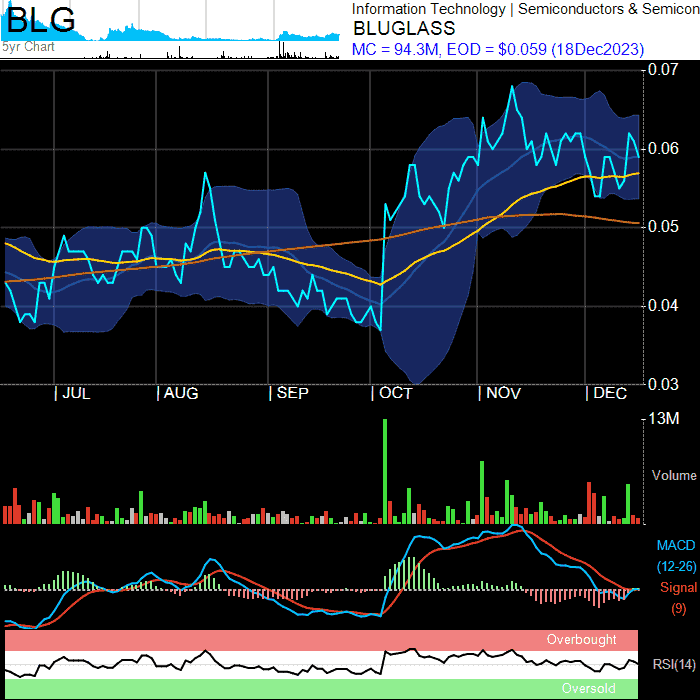 BLG
5yr Chart
Information Technology | Semiconductors & Semicon
BLUGLASS
MC = 94.3M, EOD = $0.059 (18Dec2023)
0.07
0.06
0.05
0.04
0.03
| JUL | AUG | SEP | OCT | NOV | DEC
13M
Volume
MACD
(12-26)
Signal
(9)
Overbought
RSI(14)
Oversold